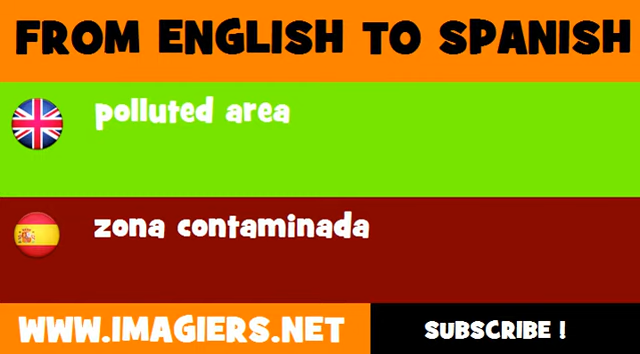 FROM ENGLISH TO SPANISH
polluted area
zona contaminada
WWW.IMAGIERS.NET
SUBSCRIBE !